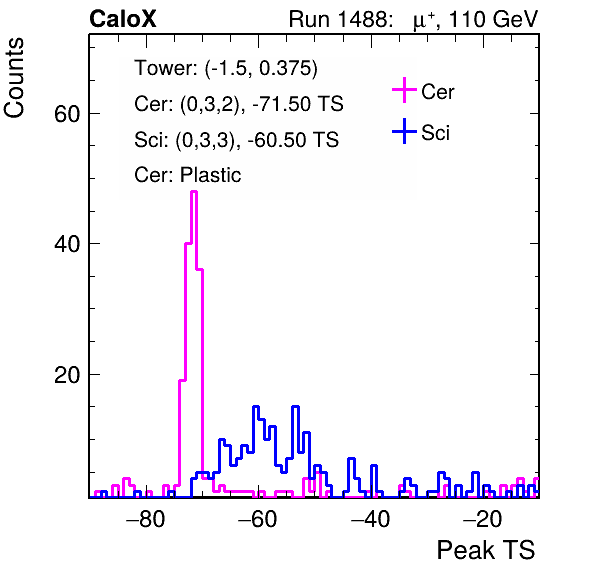 CaloX Run 1488: μ⁺, 110 GeV
Counts
Tower: (-1.5, 0.375)
Cer: (0,3,2), -71.50 TS
Sci: (0,3,3), -60.50 TS
Cer: Plastic
Cer
Sci
60
40
20
−80 −60 −40 −20
Peak TS